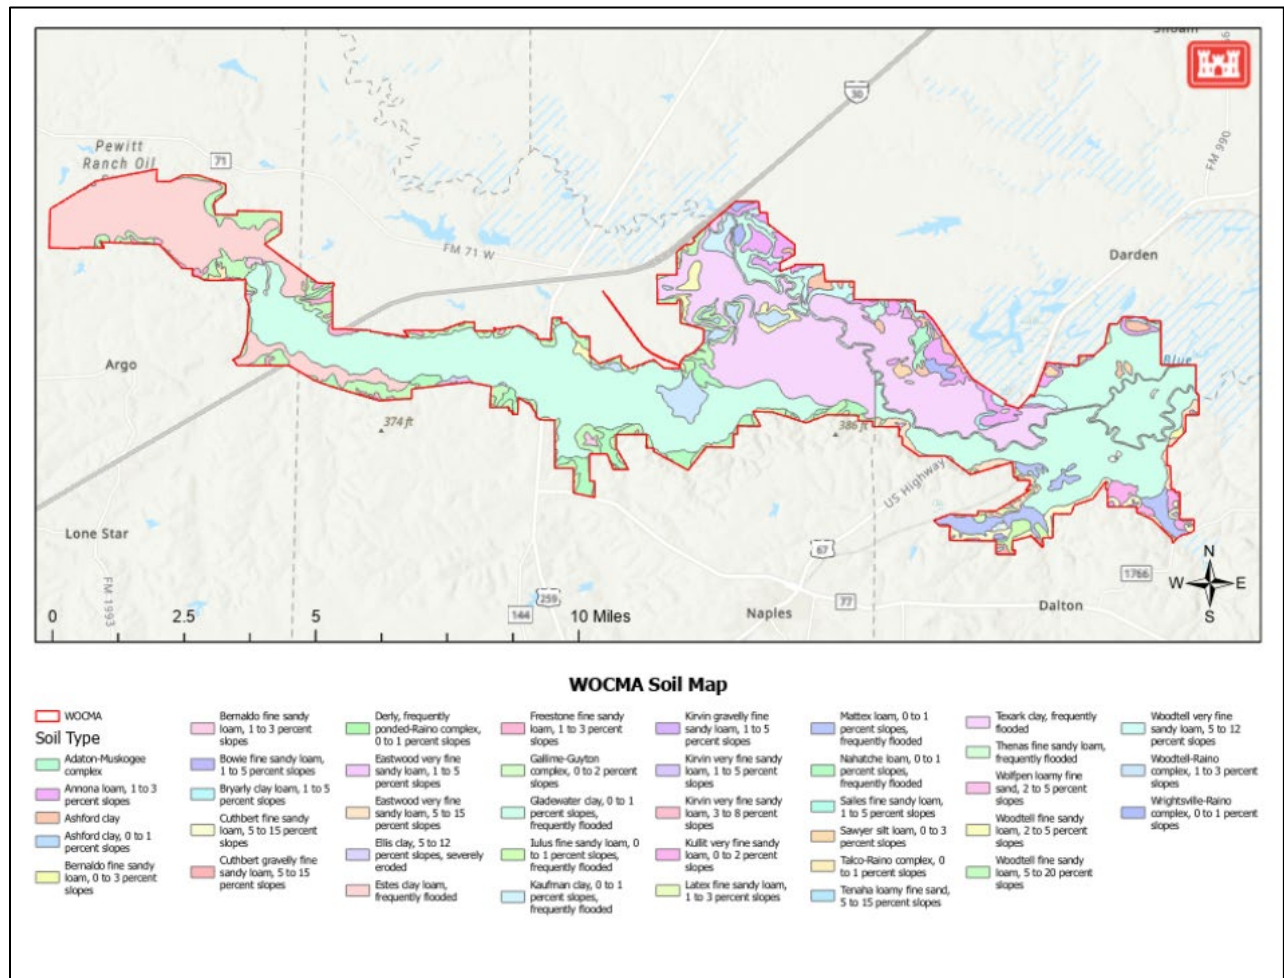 Pewitt
Ranch Oil
71
30
FM 990
FM 71 W
Darden
Blue
Argo
374 ft
386 ft
US Highway
Lone Star
67
N
W E
S
1766
FM 1993
0 2.5 5 10 Miles
259
144
Naples
77
Dalton
WOCMA Soil Map
WOCMA
Soil Type
Adaton-Muskogee
complex
Annona loam, 1 to 3
percent slopes
Ashford clay
Ashford clay, 0 to 1
percent slopes
Bernaldo fine sandy
loam, 0 to 3 percent
slopes
Bernaldo fine sandy
loam, 1 to 3 percent
slopes
Bowie fine sandy loam,
1 to 5 percent slopes
Bryarly clay loam, 1 to 5
percent slopes
Cuthbert fine sandy
loam, 5 to 15 percent
slopes
Cuthbert gravelly fine
sandy loam, 5 to 15
percent slopes
Derly, frequently
ponded-Raino complex,
0 to 1 percent slopes
Eastwood very fine
sandy loam, 1 to 5
percent slopes
Eastwood very fine
sandy loam, 5 to 15
percent slopes
Ellis clay, 5 to 12
percent slopes, severely
eroded
Estes clay loam,
frequently flooded
Freestone fine sandy
loam, 1 to 3 percent
slopes
Gallime-Guyton
complex, 0 to 2 percent
slopes
Gladewater clay, 0 to 1
percent slopes,
frequently flooded
Iulus fine sandy loam, 0
to 1 percent slopes,
frequently flooded
Kaufman clay, 0 to 1
percent slopes,
frequently flooded
Kirvin gravelly fine
sandy loam, 1 to 5
percent slopes
Kirvin very fine sandy
loam, 1 to 5 percent
slopes
Kirvin very fine sandy
loam, 3 to 8 percent
slopes
Kullit very fine sandy
loam, 0 to 2 percent
slopes
Latex fine sandy loam,
1 to 3 percent slopes
Mattex loam, 0 to 1
percent slopes,
frequently flooded
Nahatche loam, 0 to 1
percent slopes,
frequently flooded
Sailes fine sandy loam,
1 to 5 percent slopes
Sawyer silt loam, 0 to 3
percent slopes
Talco-Raino complex, 0
to 1 percent slopes
Tenaha loamy fine sand,
5 to 15 percent slopes
Texark clay, frequently
flooded
Thenas fine sandy loam,
frequently flooded
Wolfpen loamy fine
sand, 2 to 5 percent
slopes
Woodtell fine sandy
loam, 2 to 5 percent
slopes
Woodtell fine sandy
loam, 5 to 20 percent
slopes
Woodtell very fine
sandy loam, 5 to 12
percent slopes
Woodtell-Raino
complex, 1 to 3 percent
slopes
Wrightsville-Raino
complex, 0 to 1 percent
slopes